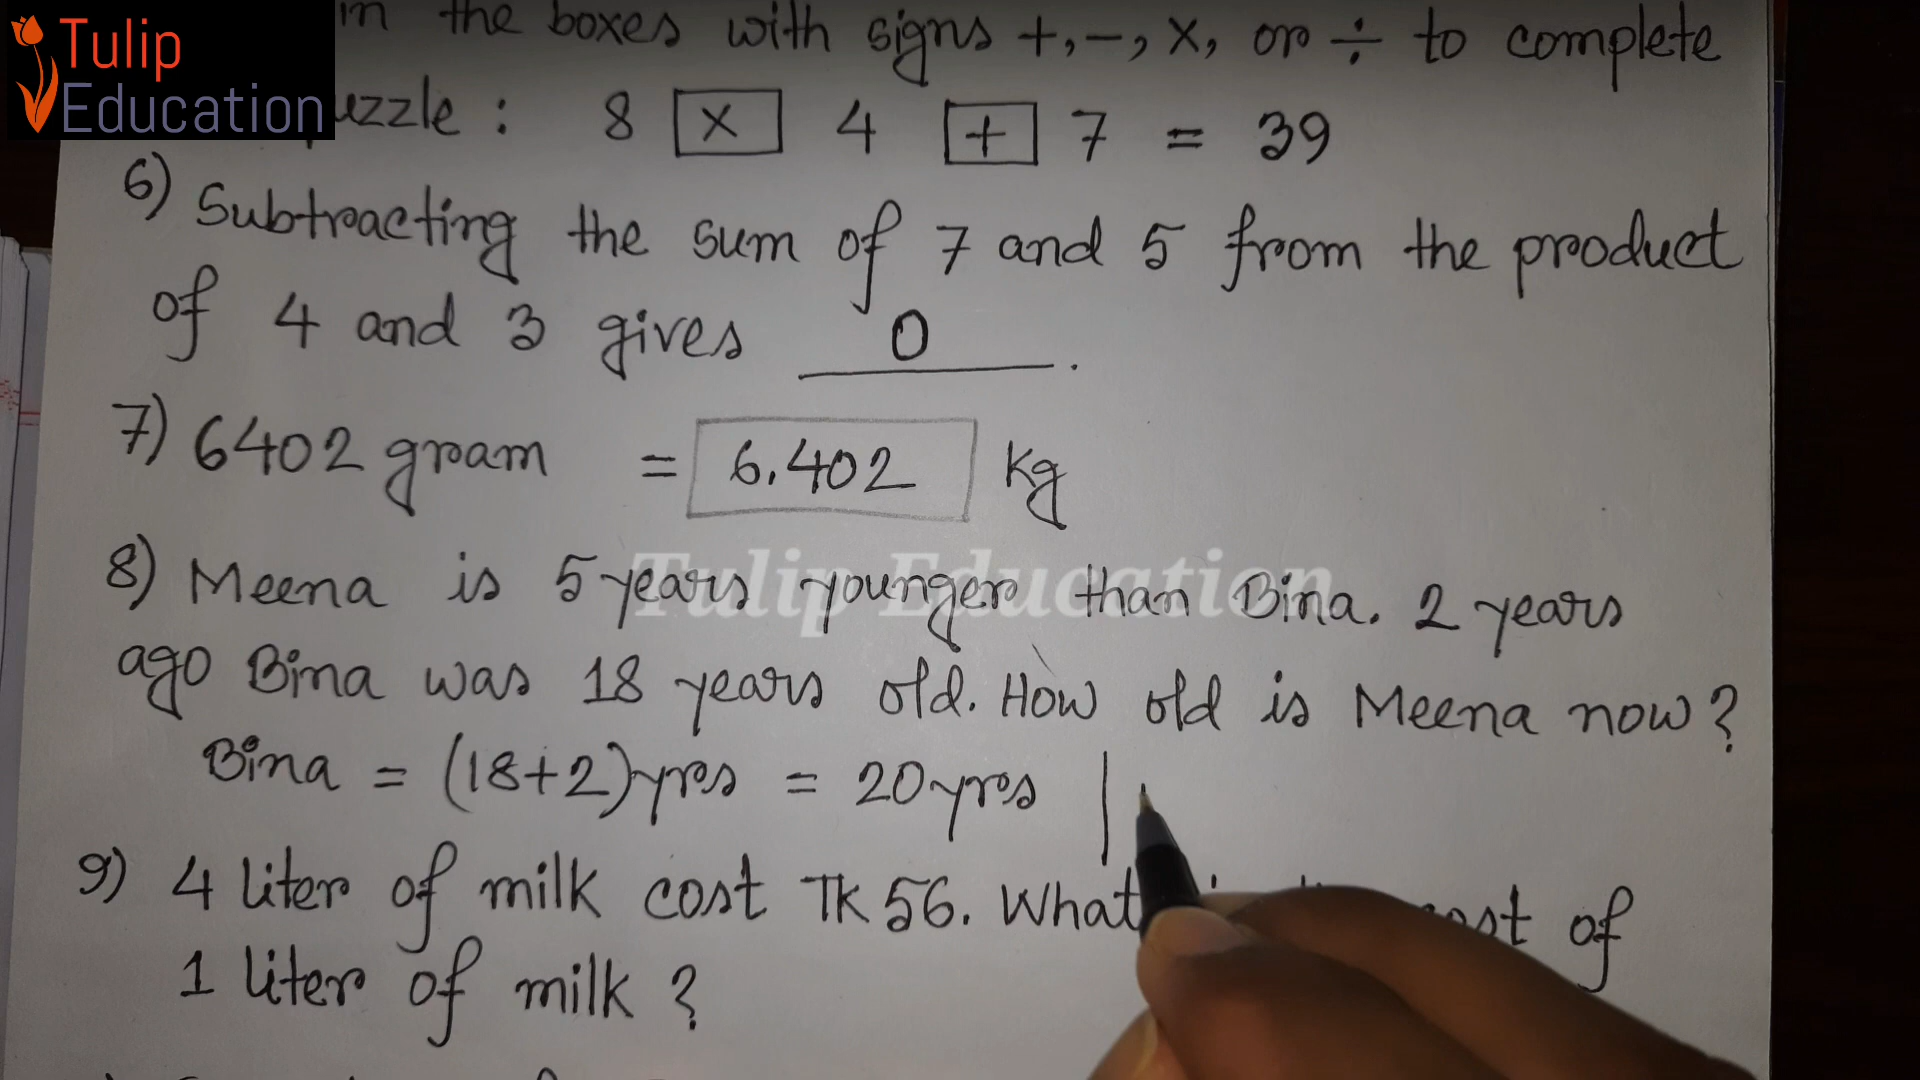 Tulip
Education
in the boxes with signs +, -, ×, or ÷ to complete
puzzle : 8 × 4 + 7 = 39
6) Subtracting the sum of 7 and 5 from the product
of 4 and 3 gives 0.
7) 6402 gram = 6.402 kg
8) Meena is 5 years younger than Bina. 2 years
ago Bina was 18 years old. How old is Meena now?
Bina = (18+2)yrs = 20yrs |
9) 4 liter of milk cost Tk 56. What cost of
1 liter of milk ?
Tulip Education